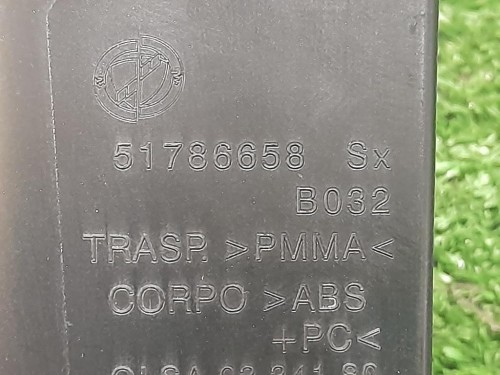 51786658 Sx
B032
TRASP. >PMMA<
CORPO >ABS
+PC<